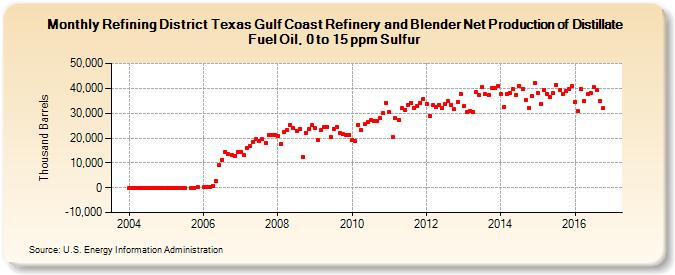 Monthly Refining District Texas Gulf Coast Refinery and Blender Net Production of Distillate
Fuel Oil, 0 to 15 ppm Sulfur
Thousand Barrels
50,000
40,000
30,000
20,000
10,000
0
-10,000
2004 2006 2008 2010 2012 2014 2016
Source: U.S. Energy Information Administration